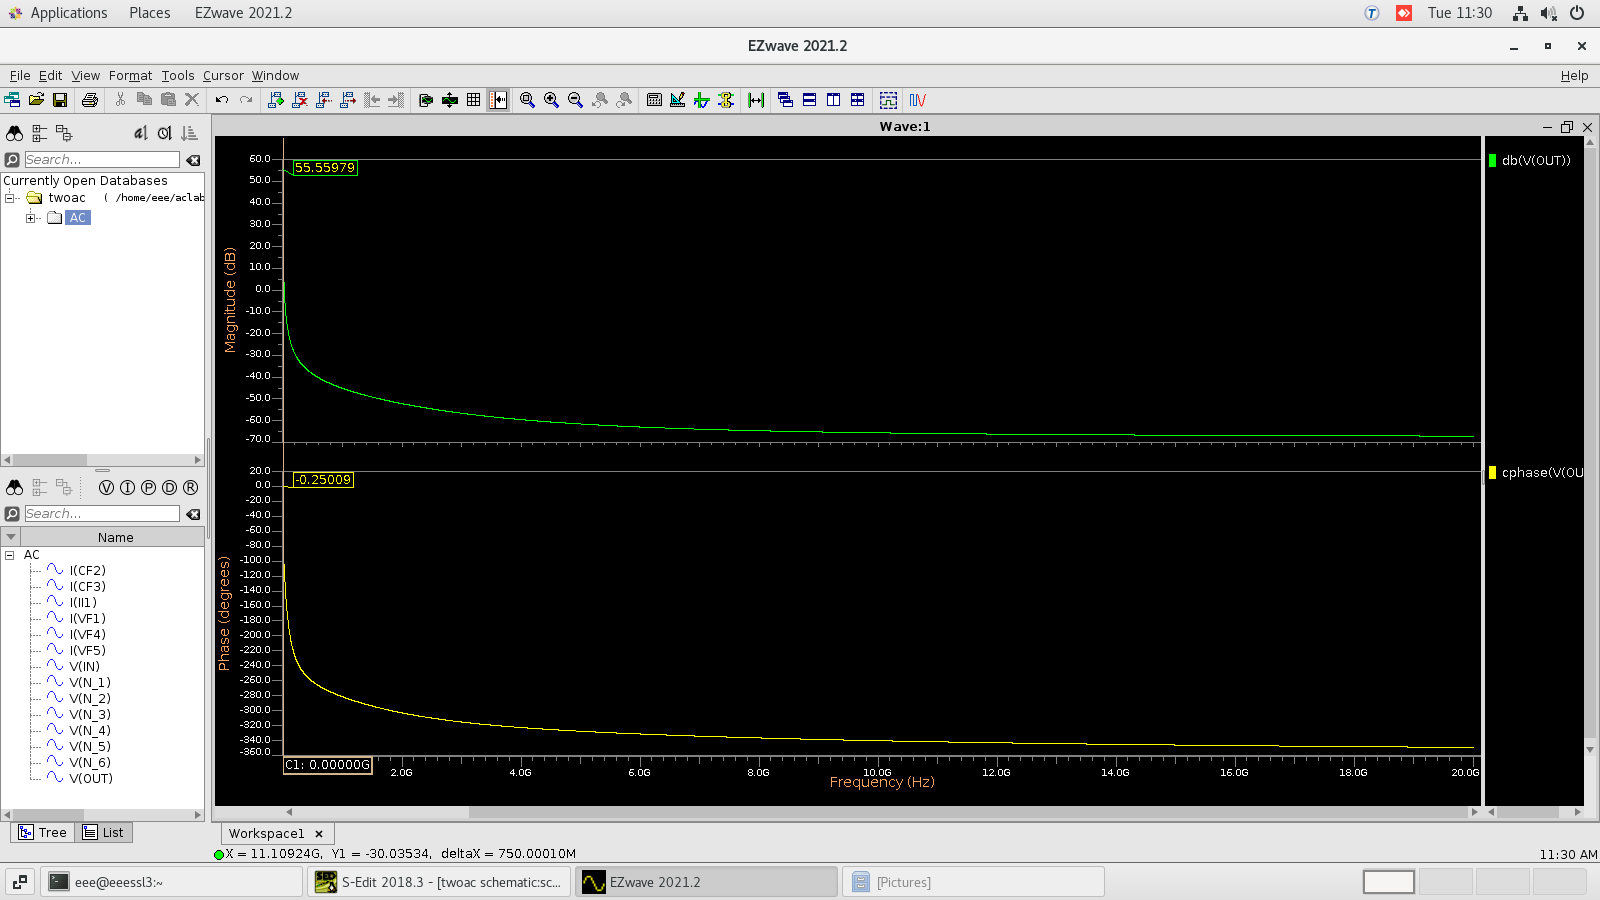 Applications Places EZwave 2021.2 Tue 11:30
EZwave 2021.2
File Edit View Format Tools Cursor Window Help
Search...
Currently Open Databases
twoac ( /home/eee/aclab
AC
Search...
Name
AC
I(CF2)
I(CF3)
I(II1)
I(VF1)
I(VF4)
I(VF5)
V(IN)
V(N_1)
V(N_2)
V(N_3)
V(N_4)
V(N_5)
V(N_6)
V(OUT)
Tree List
Wave:1
Magnitude (dB)
60.0
50.0
40.0
30.0
20.0
10.0
0.0
-10.0
-20.0
-30.0
-40.0
-50.0
-60.0
-70.0
55.55979
db(V(OUT))
Phase (degrees)
20.0
0.0
-20.0
-40.0
-60.0
-80.0
-100.0
-120.0
-140.0
-160.0
-180.0
-200.0
-220.0
-240.0
-260.0
-280.0
-300.0
-320.0
-340.0
-360.0
-0.25009
cphase(V(OU
C1: 0.00000G 2.0G 4.0G 6.0G 8.0G 10.0G 12.0G 14.0G 16.0G 18.0G 20.0G
Frequency (Hz)
Workspace1
X = 11.10924G, Y1 = -30.03534, deltaX = 750.00010M 11:30 AM
eee@eeessl3:~ S-Edit 2018.3 - [twoac schematic:sc... EZwave 2021.2 [Pictures]